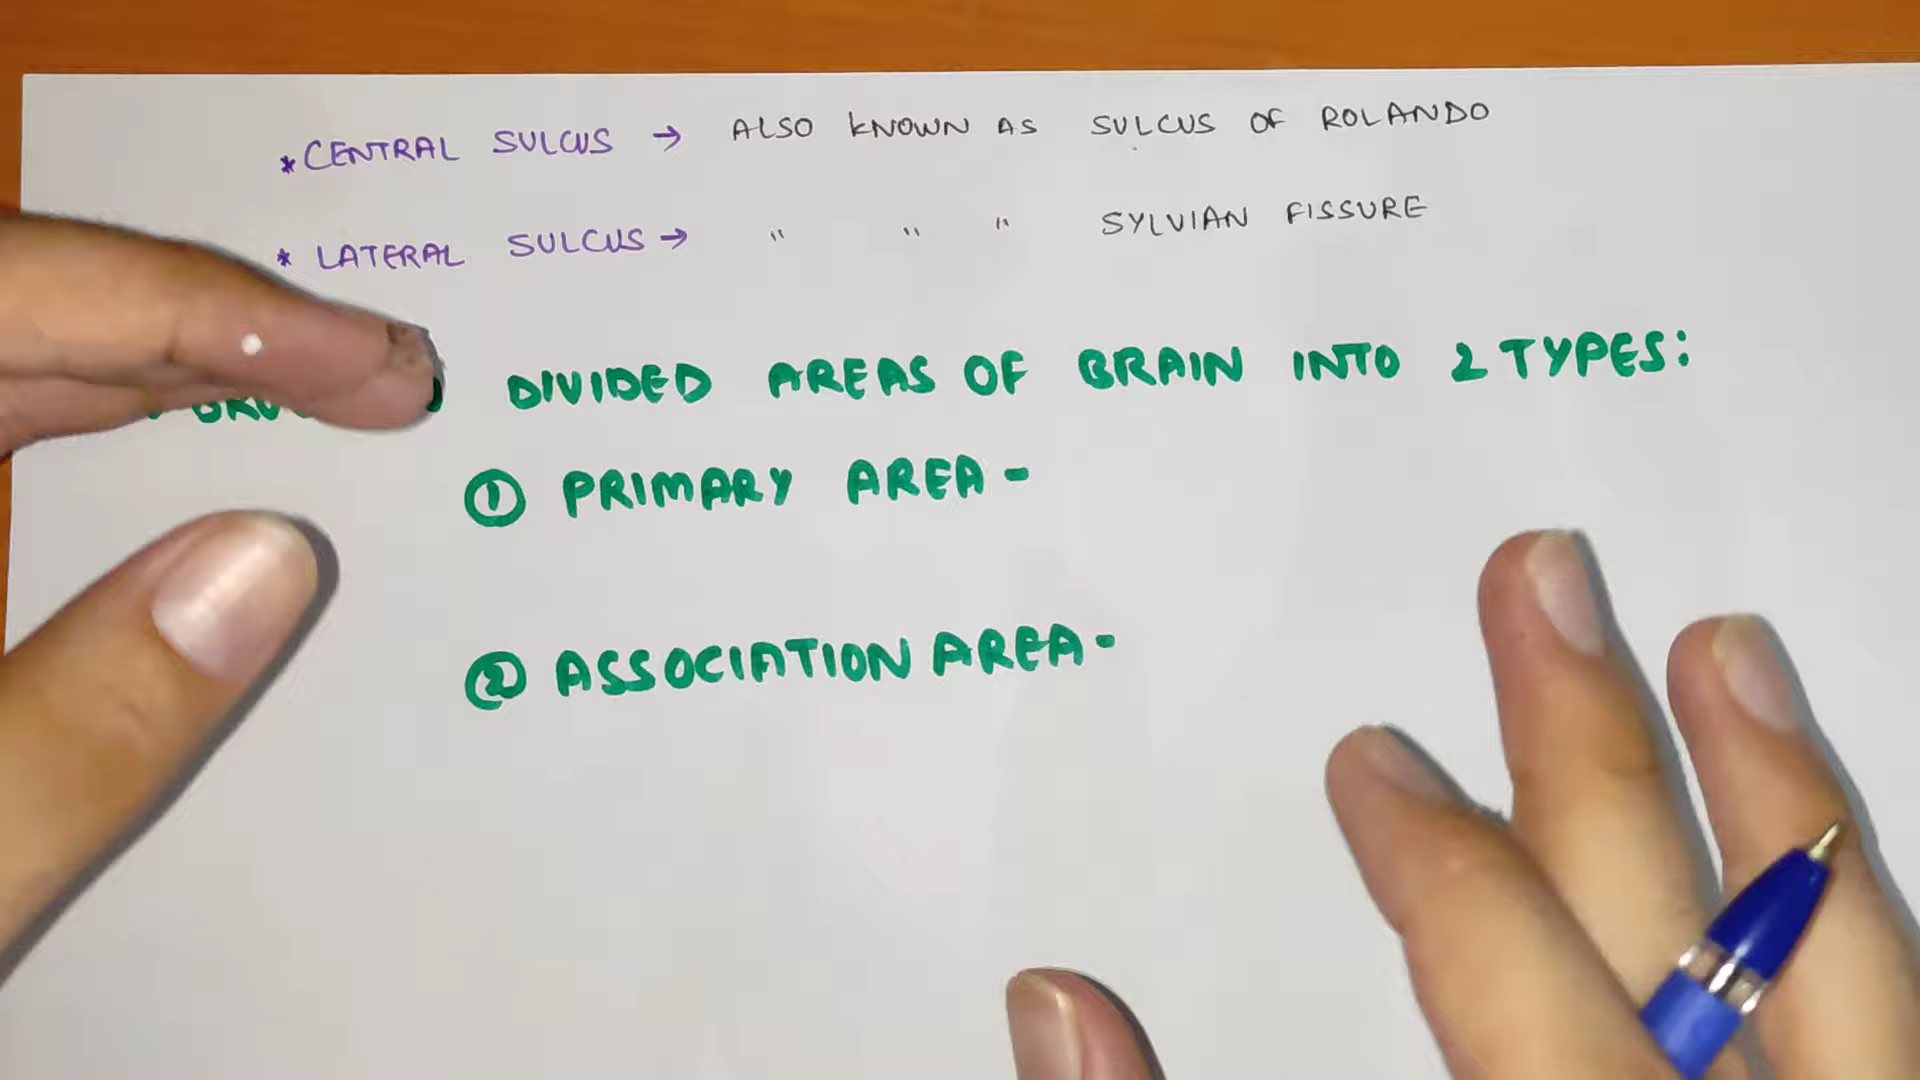 * CENTRAL SULCUS → ALSO KNOWN AS SULCUS OF ROLANDO
* LATERAL SULCUS → " " " SYLVIAN FISSURE
DIVIDED AREAS OF BRAIN INTO 2 TYPES:
① PRIMARY AREA -
② ASSOCIATION AREA -